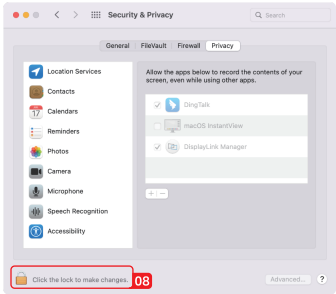 Security & Privacy
Search
General
FileVault
Firewall
Privacy
Location Services
Contacts
17
Calendars
Reminders
Photos
Camera
Microphone
Speech Recognition
Accessibility
Allow the apps below to record the contents of your
screen, even while using other apps.
DingTalk
macOS InstantView
DisplayLink Manager
+
−
Click the lock to make changes.
08
Advanced...
?